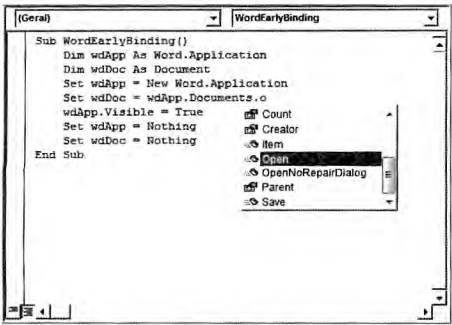 (Geral) WordEarlyBinding
Sub WordEarlyBinding()
Dim wdApp As Word.Application
Dim wdDoc As Document
Set wdApp = New Word.Application
Set wdDoc = wdApp.Documents.o
wdApp.Visible = True
Set wdApp = Nothing
Set wdDoc = Nothing
End Sub
Count
Creator
Item
Open
OpenNoRepairDialog
Parent
Save